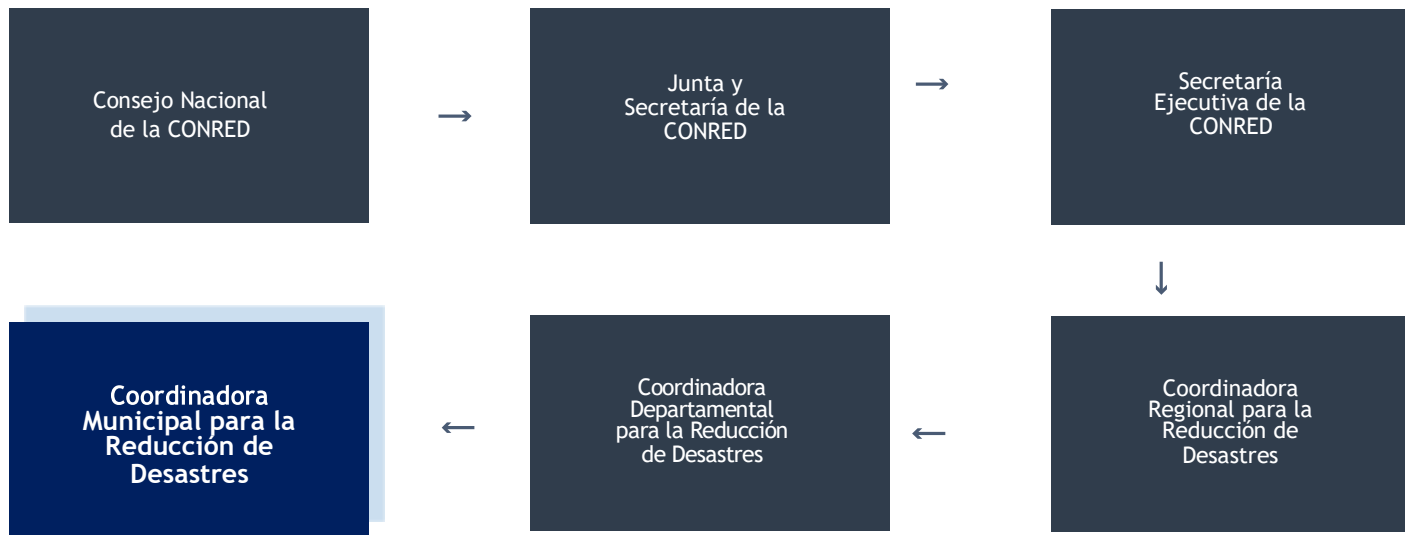 Consejo Nacional
de la CONRED
→
Junta y
Secretaría de la
CONRED
→
Secretaría
Ejecutiva de la
CONRED
↓
Coordinadora
Regional para la
Reducción de
Desastres
←
Coordinadora
Departamental
para la Reducción
de Desastres
←
Coordinadora
Municipal para la
Reducción de
Desastres